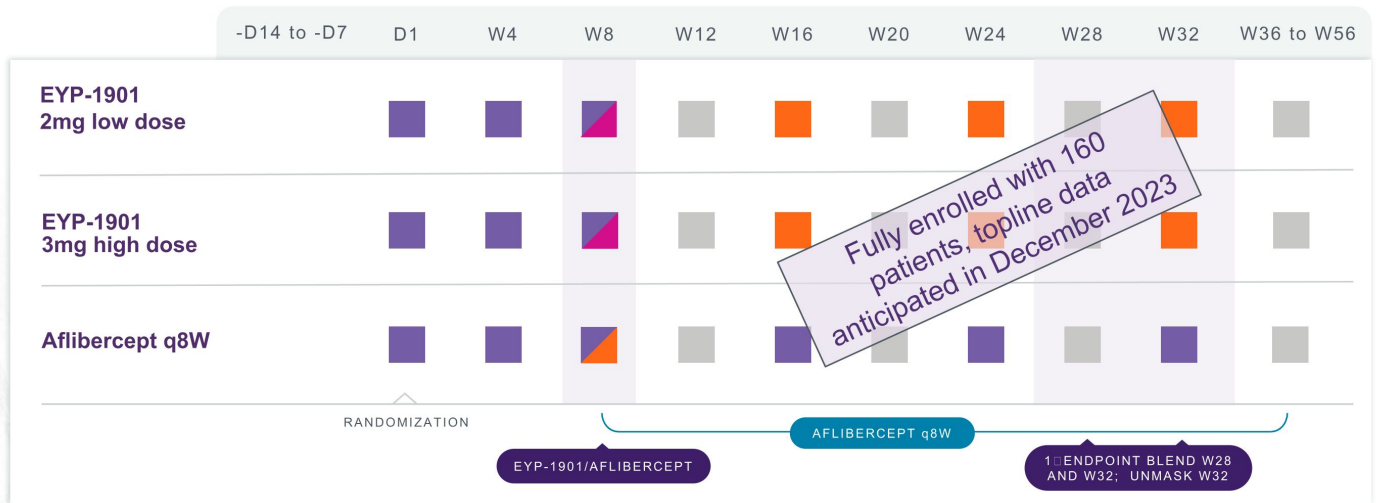 -D14 to -D7 D1 W4 W8 W12 W16 W20 W24 W28 W32 W36 to W56
EYP-1901
2mg low dose
EYP-1901
3mg high dose
Fully enrolled with 160
patients, topline data
anticipated in December 2023
Aflibercept q8W
RANDOMIZATION
AFLIBERCEPT q8W
EYP-1901/AFLIBERCEPT
1□ENDPOINT BLEND W28
AND W32; UNMASK W32